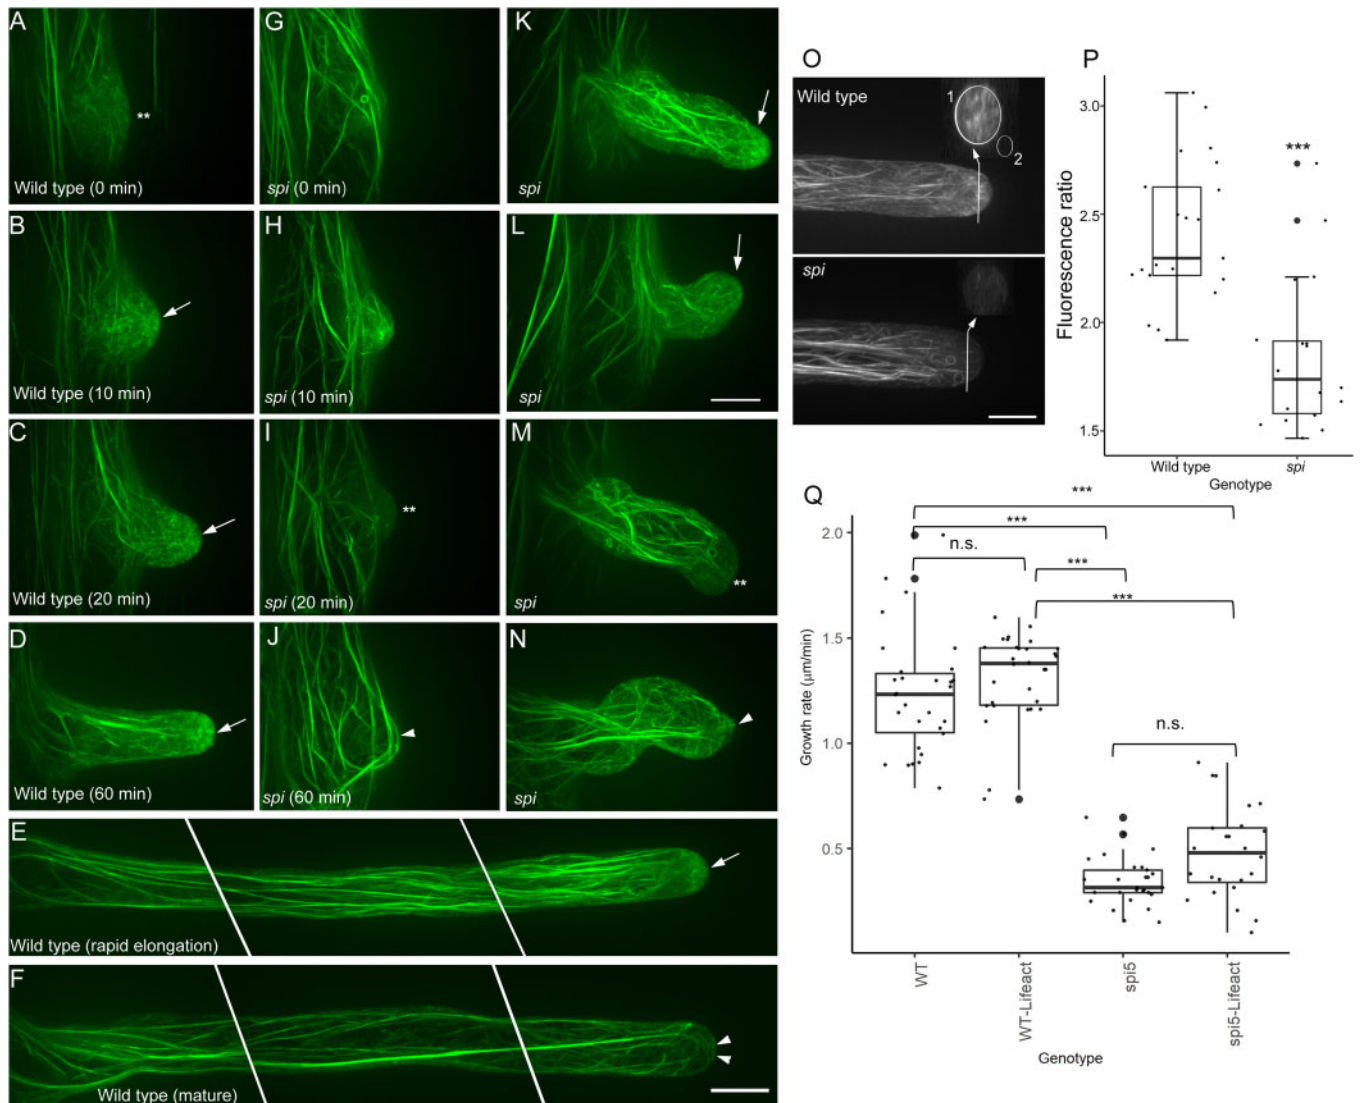 A
Wild type (0 min)
**
B
Wild type (10 min)
C
Wild type (20 min)
D
Wild type (60 min)
E
Wild type (rapid elongation)
F
Wild type (mature)
G
spi (0 min)
H
spi (10 min)
I
**
spi (20 min)
J
spi (60 min)
K
spi
L
spi
M
**
spi
N
spi
O
Wild type
1
2
spi
P
Fluorescence ratio
3.0
2.5
2.0
1.5
***
Wild type
spi
Genotype
Q
Growth rate (μm/min)
2.0
1.5
1.0
0.5
***
***
n.s.
***
***
n.s.
WT
WT-Lifeact
spi5
spi5-Lifeact
Genotype